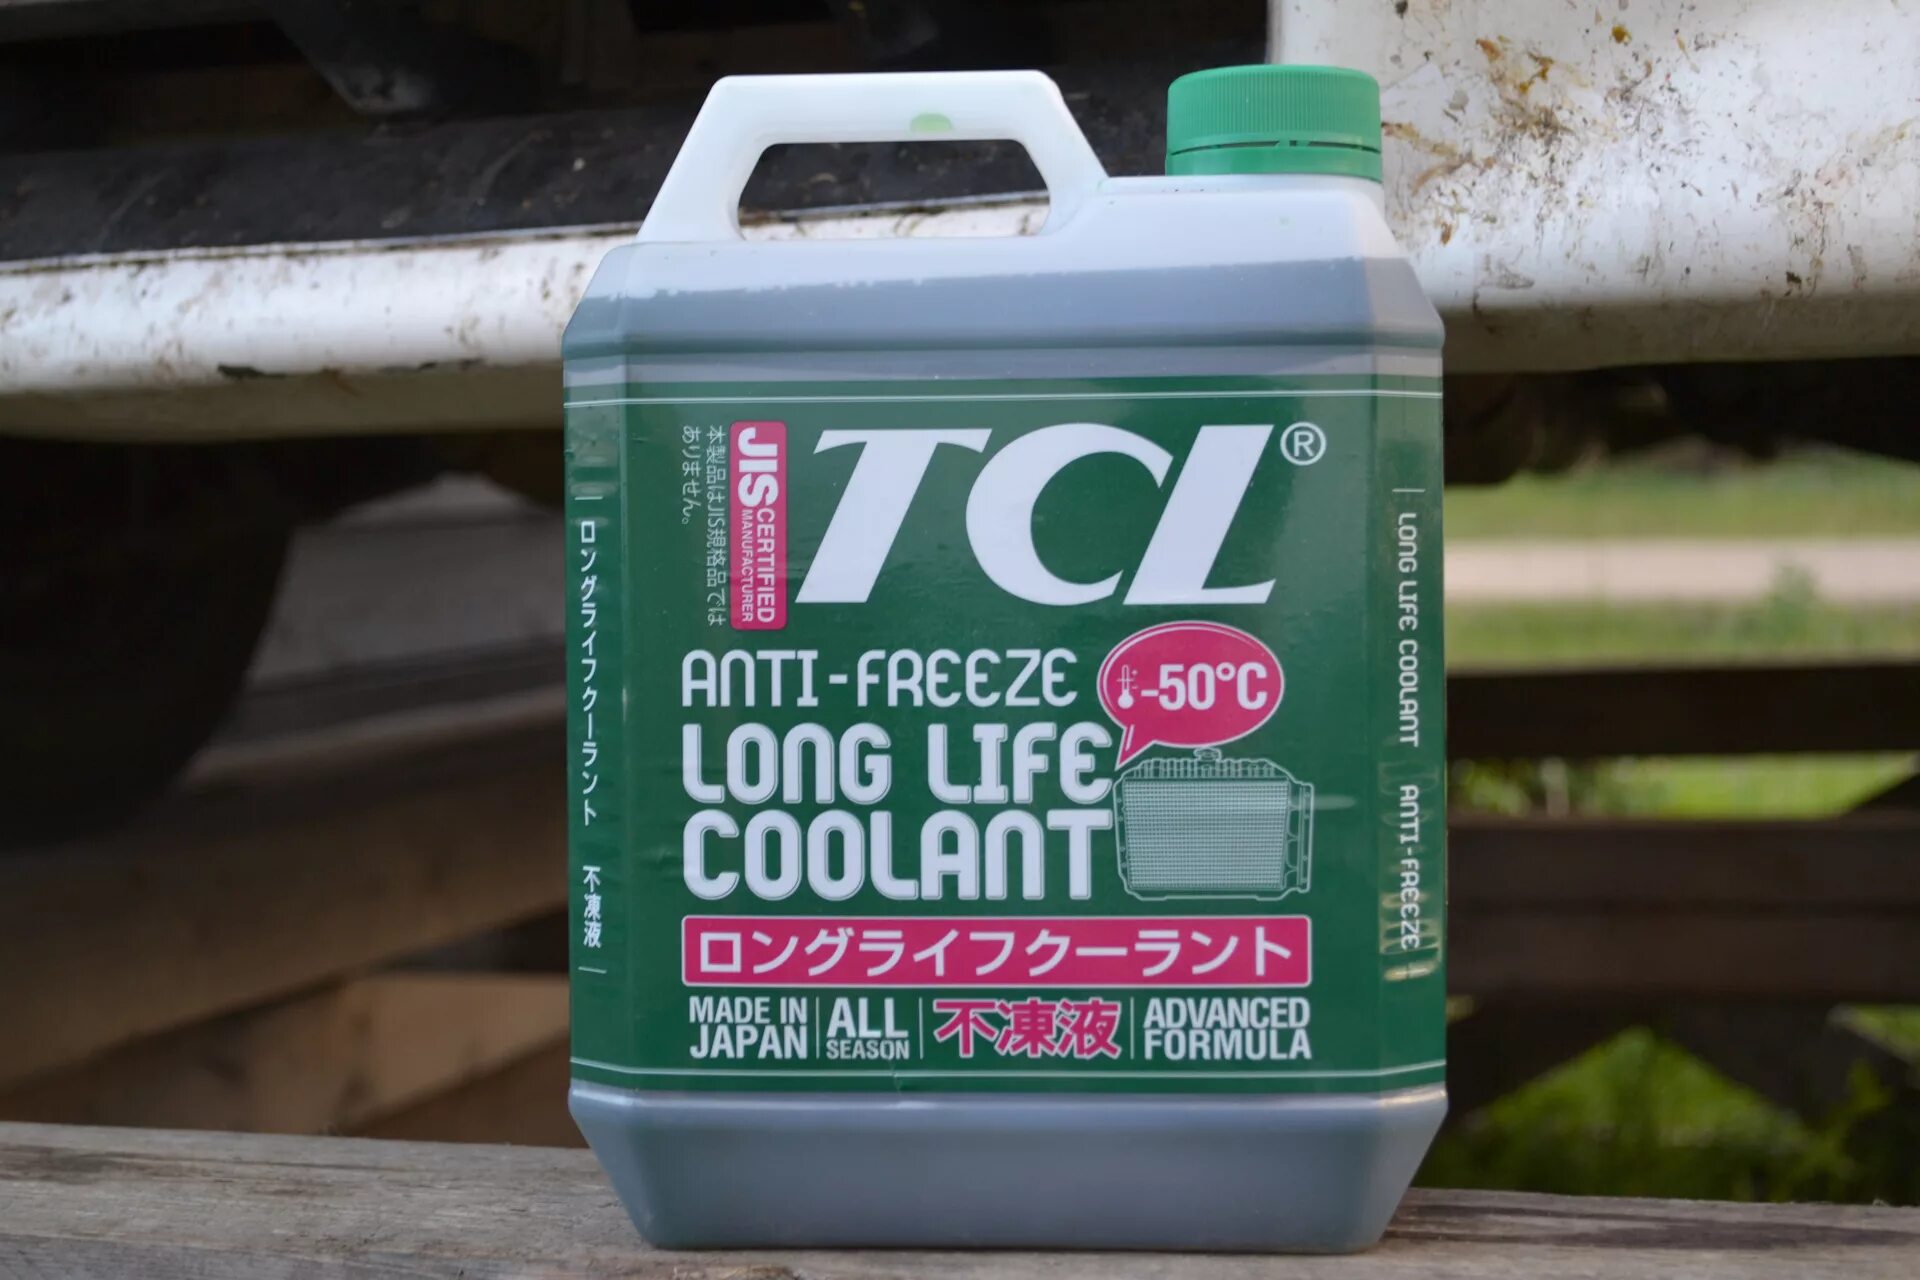 TCL®
JIS CERTIFIED
MANUFACTURER
本製品はJIS規格品では
ありません。
ANTI-FREEZE
-50°C
LONG LIFE
COOLANT
ロングライフクーラント
MADE IN
JAPAN
ALL
SEASON
不凍液
ADVANCED
FORMULA
ロングライフクーラント 不凍液
LONG LIFE COOLANT ANTI-FREEZE